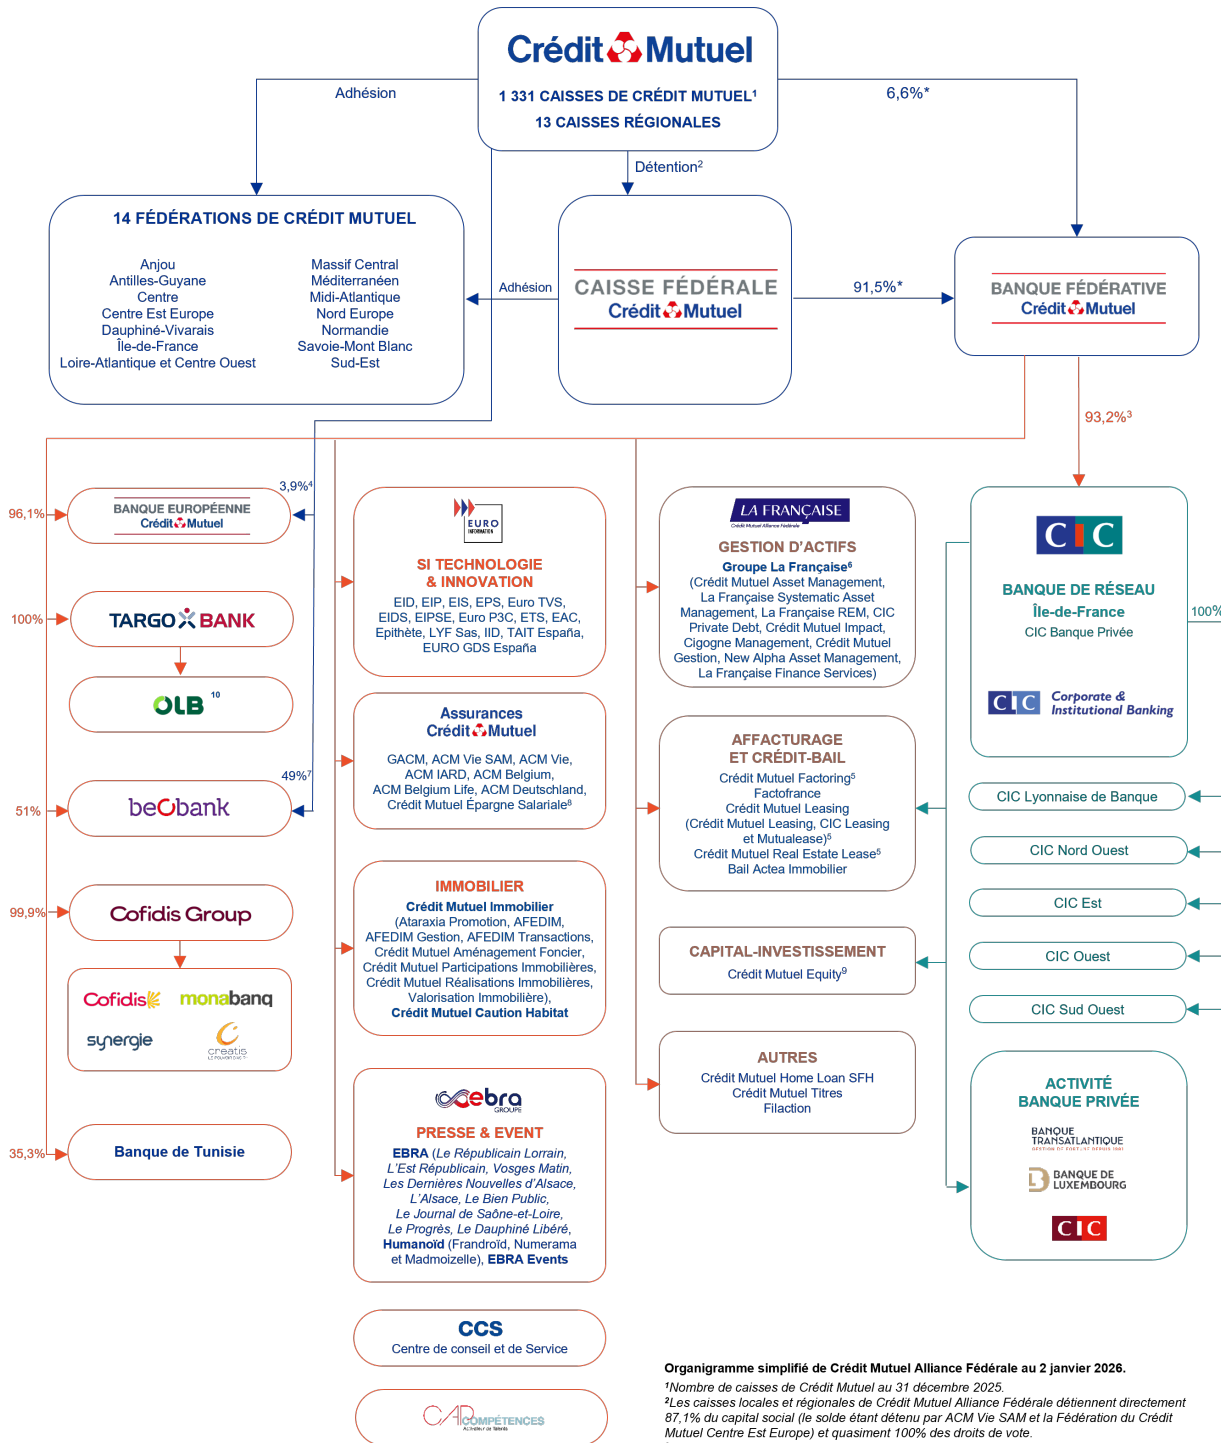 Crédit Mutuel
1 331 CAISSES DE CRÉDIT MUTUEL¹
13 CAISSES RÉGIONALES
Adhésion
6,6%*
Détention²
14 FÉDÉRATIONS DE CRÉDIT MUTUEL
Anjou
Antilles-Guyane
Centre
Centre Est Europe
Dauphiné-Vivarais
Île-de-France
Loire-Atlantique et Centre Ouest
Massif Central
Méditerranéen
Midi-Atlantique
Nord Europe
Normandie
Savoie-Mont Blanc
Sud-Est
Adhésion
CAISSE FÉDÉRALE
Crédit Mutuel
91,5%*
BANQUE FÉDÉRATIVE
Crédit Mutuel
93,2%³
96,1%
BANQUE EUROPÉENNE
Crédit Mutuel
3,9%⁴
100%
TARGO BANK
OLB ¹⁰
51%
beobank
49%⁷
99,9%
Cofidis Group
Cofidis
monabanq
synergie
creatis
35,3%
Banque de Tunisie
EURO
INFORMATION
SI TECHNOLOGIE
& INNOVATION
EID, EIP, EIS, EPS, Euro TVS,
EIDS, EIPSE, Euro P3C, ETS, EAC,
Epithète, LYF Sas, IID, TAIT España,
EURO GDS España
Assurances
Crédit Mutuel
GACM, ACM Vie SAM, ACM Vie,
ACM IARD, ACM Belgium,
ACM Belgium Life, ACM Deutschland,
Crédit Mutuel Épargne Salariale⁸
IMMOBILIER
Crédit Mutuel Immobilier
(Ataraxia Promotion, AFEDIM,
AFEDIM Gestion, AFEDIM Transactions,
Crédit Mutuel Aménagement Foncier,
Crédit Mutuel Participations Immobilières,
Crédit Mutuel Réalisations Immobilières,
Valorisation Immobilière),
Crédit Mutuel Caution Habitat
ebra
GROUPE
PRESSE & EVENT
EBRA (Le Républicain Lorrain,
L'Est Républicain, Vosges Matin,
Les Dernières Nouvelles d'Alsace,
L'Alsace, Le Bien Public,
Le Journal de Saône-et-Loire,
Le Progrès, Le Dauphiné Libéré,
Humanoïd (Frandroïd, Numerama
et Madmoizelle), EBRA Events
CCS
Centre de conseil et de Service
CAP COMPÉTENCES
Activateur de Talents
LA FRANÇAISE
Crédit Mutuel Alliance Fédérale
GESTION D'ACTIFS
Groupe La Française⁶
(Crédit Mutuel Asset Management,
La Française Systematic Asset
Management, La Française REM, CIC
Private Debt, Crédit Mutuel Impact,
Cigogne Management, Crédit Mutuel
Gestion, New Alpha Asset Management,
La Française Finance Services)
AFFACTURAGE
ET CRÉDIT-BAIL
Crédit Mutuel Factoring⁵
Factofrance
Crédit Mutuel Leasing
(Crédit Mutuel Leasing, CIC Leasing
et Mutualease)⁵
Crédit Mutuel Real Estate Lease⁵
Bail Actea Immobilier
CAPITAL-INVESTISSEMENT
Crédit Mutuel Equity⁹
AUTRES
Crédit Mutuel Home Loan SFH
Crédit Mutuel Titres
Filaction
CIC
BANQUE DE RÉSEAU
Île-de-France
CIC Banque Privée
CIC Corporate &
Institutional Banking
100%
CIC Lyonnaise de Banque
CIC Nord Ouest
CIC Est
CIC Ouest
CIC Sud Ouest
ACTIVITÉ
BANQUE PRIVÉE
BANQUE
TRANSATLANTIQUE
GESTION DE FORTUNE DEPUIS 1881
BANQUE DE
LUXEMBOURG
CIC
Organigramme simplifié de Crédit Mutuel Alliance Fédérale au 2 janvier 2026.
¹Nombre de caisses de Crédit Mutuel au 31 décembre 2025.
²Les caisses locales et régionales de Crédit Mutuel Alliance Fédérale détiennent directement
87,1% du capital social (le solde étant détenu par ACM Vie SAM et la Fédération du Crédit
Mutuel Centre Est Europe) et quasiment 100% des droits de vote.